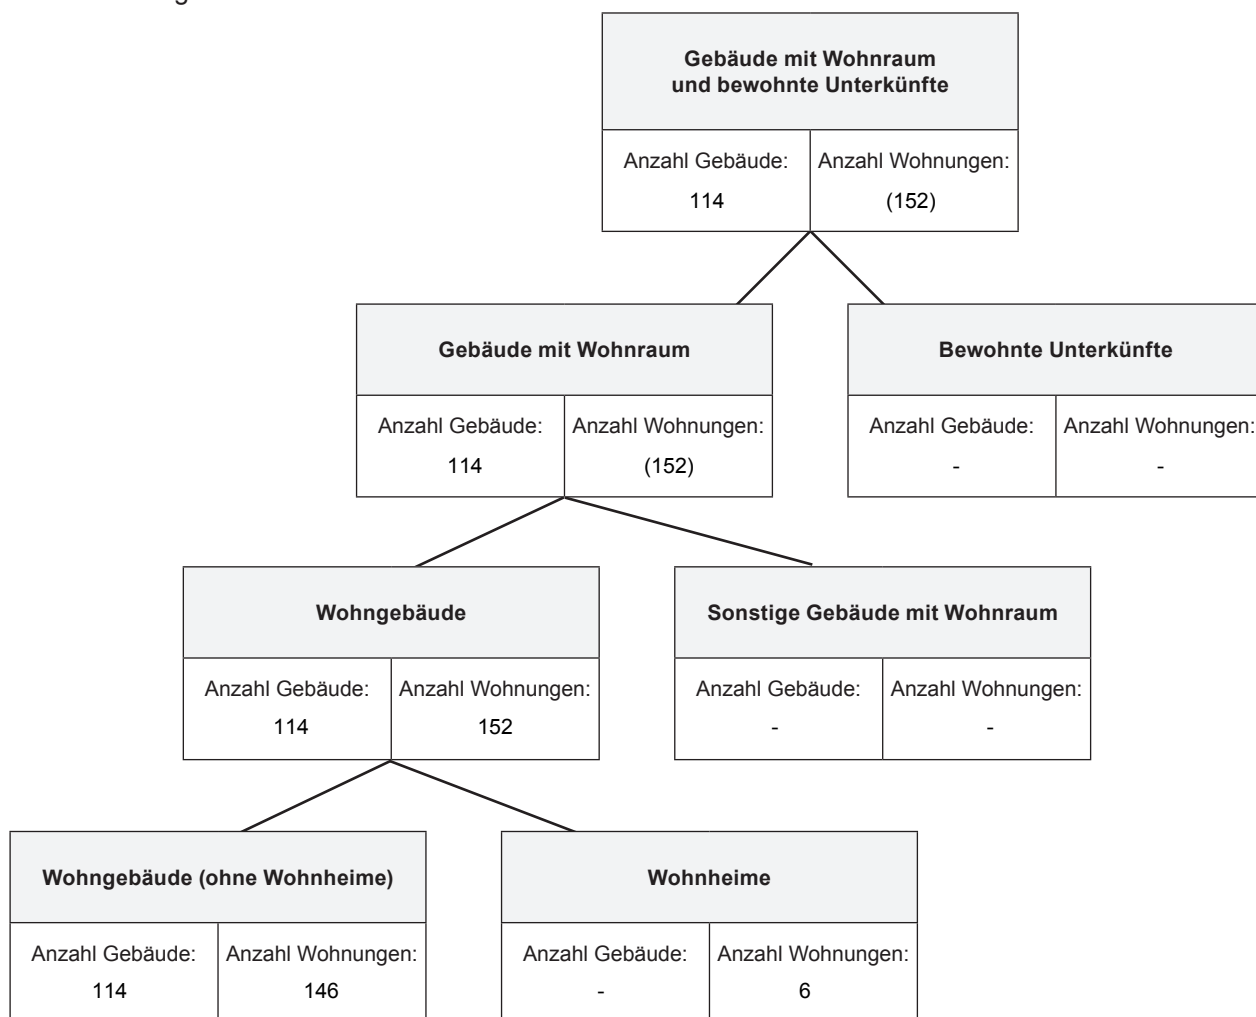 Gebäude mit Wohnraum
und bewohnte Unterkünfte
Anzahl Gebäude: Anzahl Wohnungen:
114 (152)
Gebäude mit Wohnraum
Bewohnte Unterkünfte
Anzahl Gebäude: Anzahl Wohnungen:
114 (152)
Anzahl Gebäude: Anzahl Wohnungen:
- -
Wohngebäude
Sonstige Gebäude mit Wohnraum
Anzahl Gebäude: Anzahl Wohnungen:
114 152
Anzahl Gebäude: Anzahl Wohnungen:
- -
Wohngebäude (ohne Wohnheime)
Wohnheime
Anzahl Gebäude: Anzahl Wohnungen:
114 146
Anzahl Gebäude: Anzahl Wohnungen:
- 6